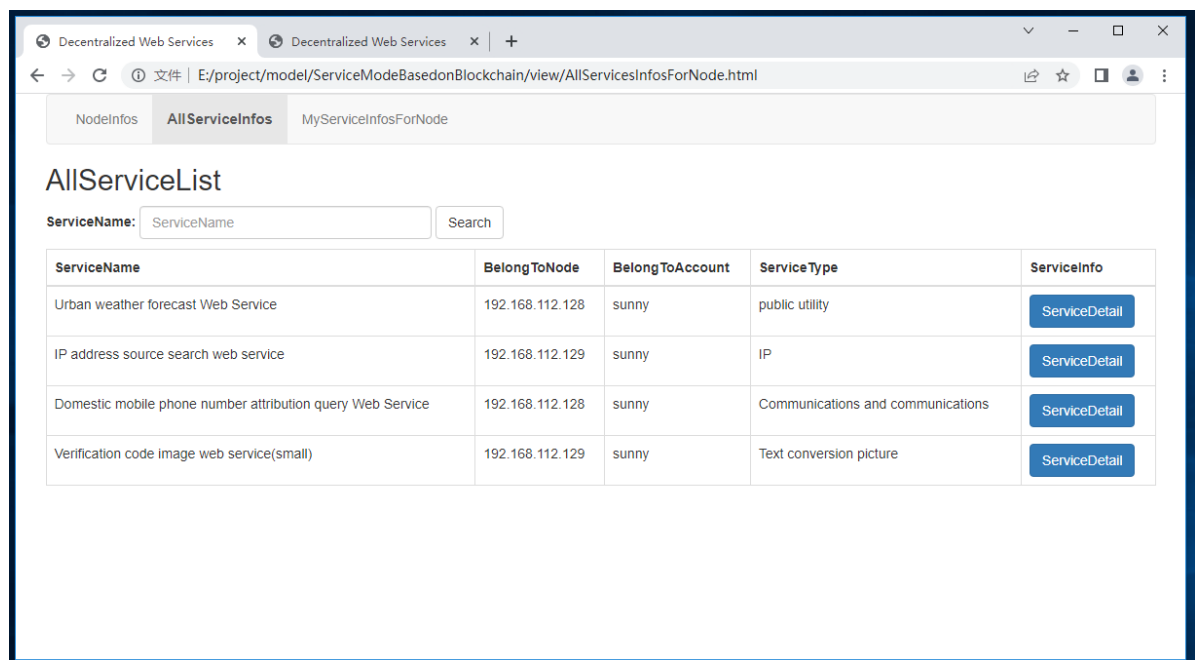 Decentralized Web Services
Decentralized Web Services
文件 E:/project/model/ServiceModeBasedonBlockchain/view/AllServicesInfosForNode.html
NodeInfos AllServiceInfos MyServiceInfosForNode
AllServiceList
ServiceName: ServiceName Search
ServiceName BelongToNode BelongToAccount ServiceType ServiceInfo
Urban weather forecast Web Service 192.168.112.128 sunny public utility ServiceDetail
IP address source search web service 192.168.112.129 sunny IP ServiceDetail
Domestic mobile phone number attribution query Web Service 192.168.112.128 sunny Communications and communications ServiceDetail
Verification code image web service(small) 192.168.112.129 sunny Text conversion picture ServiceDetail